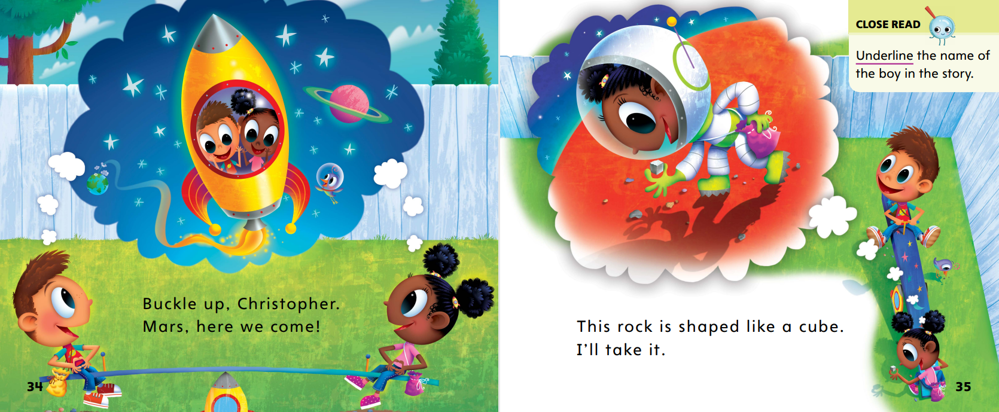 Buckle up, Christopher.
Mars, here we come!
34
CLOSE READ
Underline the name of
the boy in the story.
This rock is shaped like a cube.
I'll take it.
35